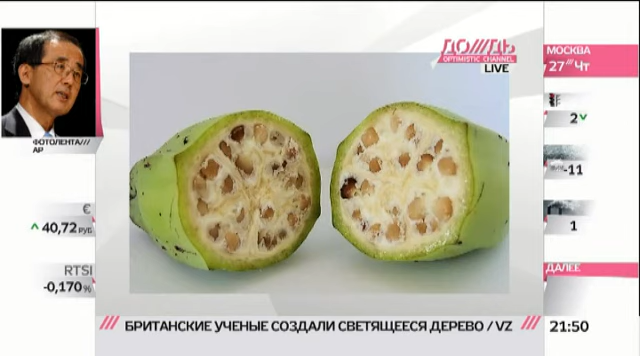 ДОЖДЬ
OPTIMISTIC CHANNEL
LIVE
МОСКВА
27 /// Чт
ФОТОЛЕНТА///
AP
2
-11
€
40,72 РУБ
1
RTSI
-0,170%
ДАЛЕЕ
/// БРИТАНСКИЕ УЧЕНЫЕ СОЗДАЛИ СВЕТЯЩЕЕСЯ ДЕРЕВО / VZ ///
21:50